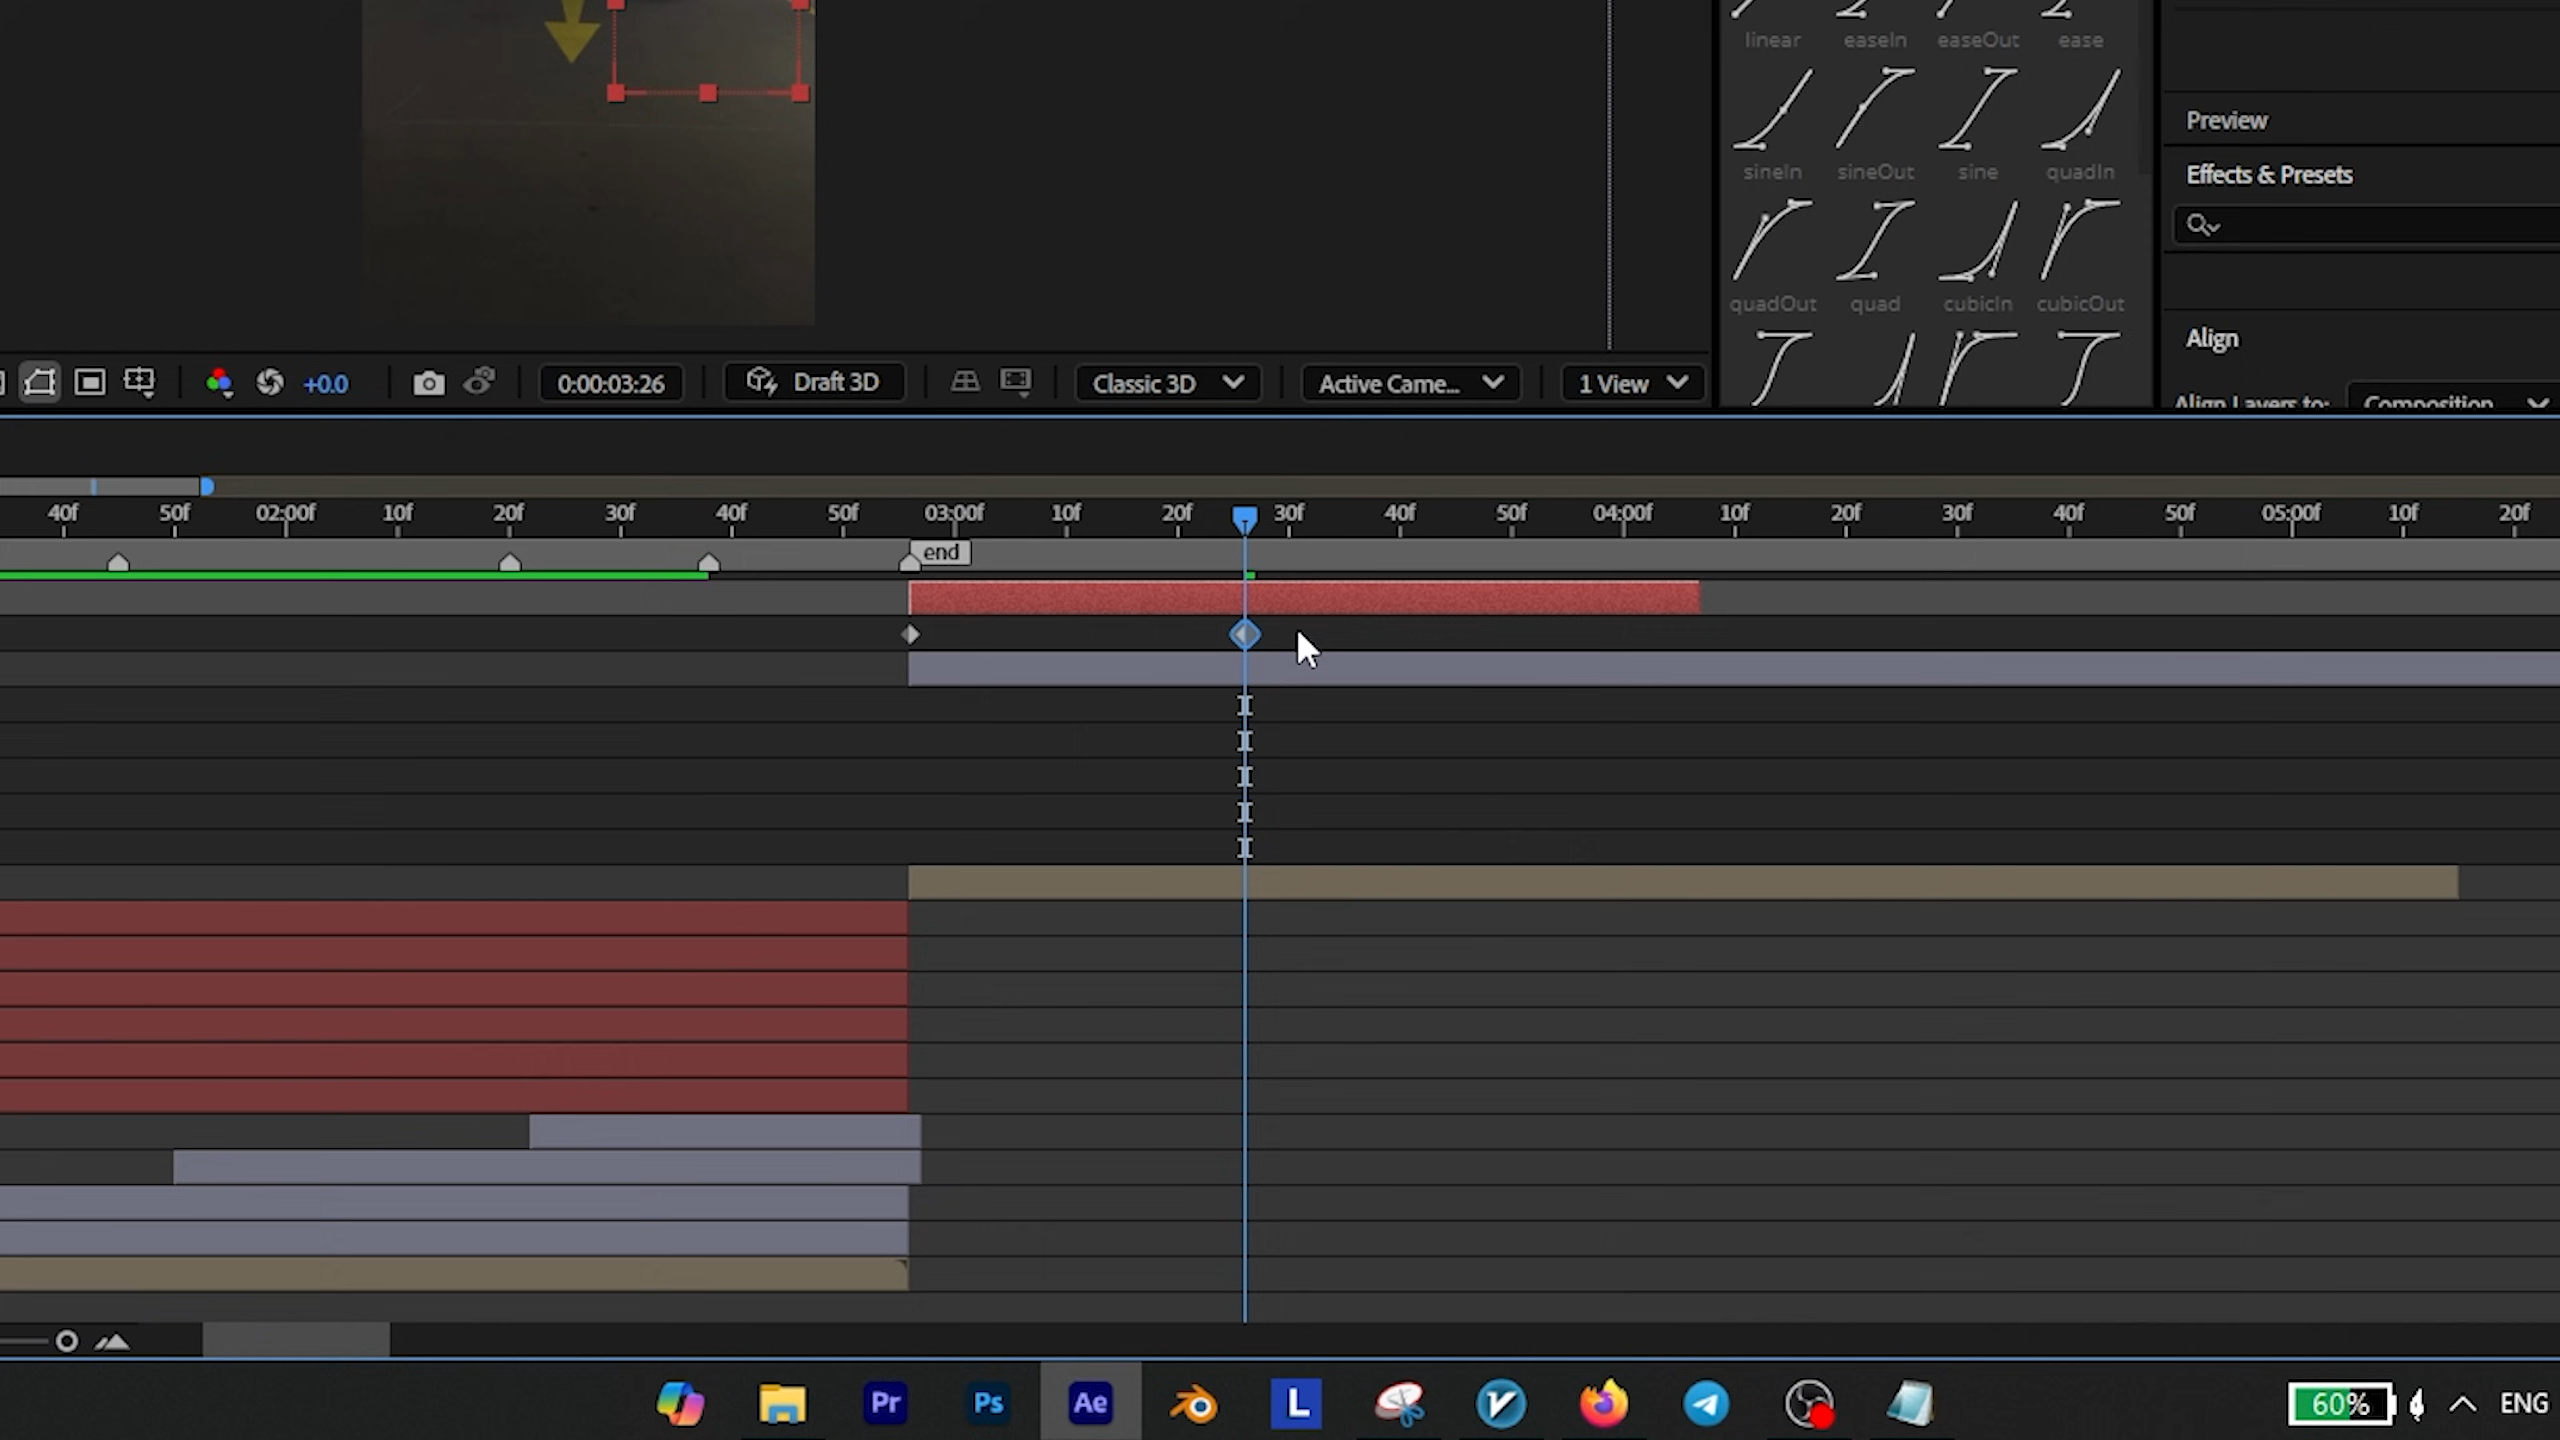 linear easeIn easeOut ease
sineIn sineOut sine quadIn
quadOut quad cubicIn cubicOut
Preview
Effects & Presets
Align
Align Layers to: Composition
+0.0 0:00:03:26 Draft 3D Classic 3D Active Came... 1 View
40f 50f 02:00f 10f 20f 30f 40f 50f 03:00f 10f 20f 30f 40f 50f 04:00f 10f 20f 30f 40f 50f 05:00f 10f 20f
end
Pr Ps Ae L 60% ENG